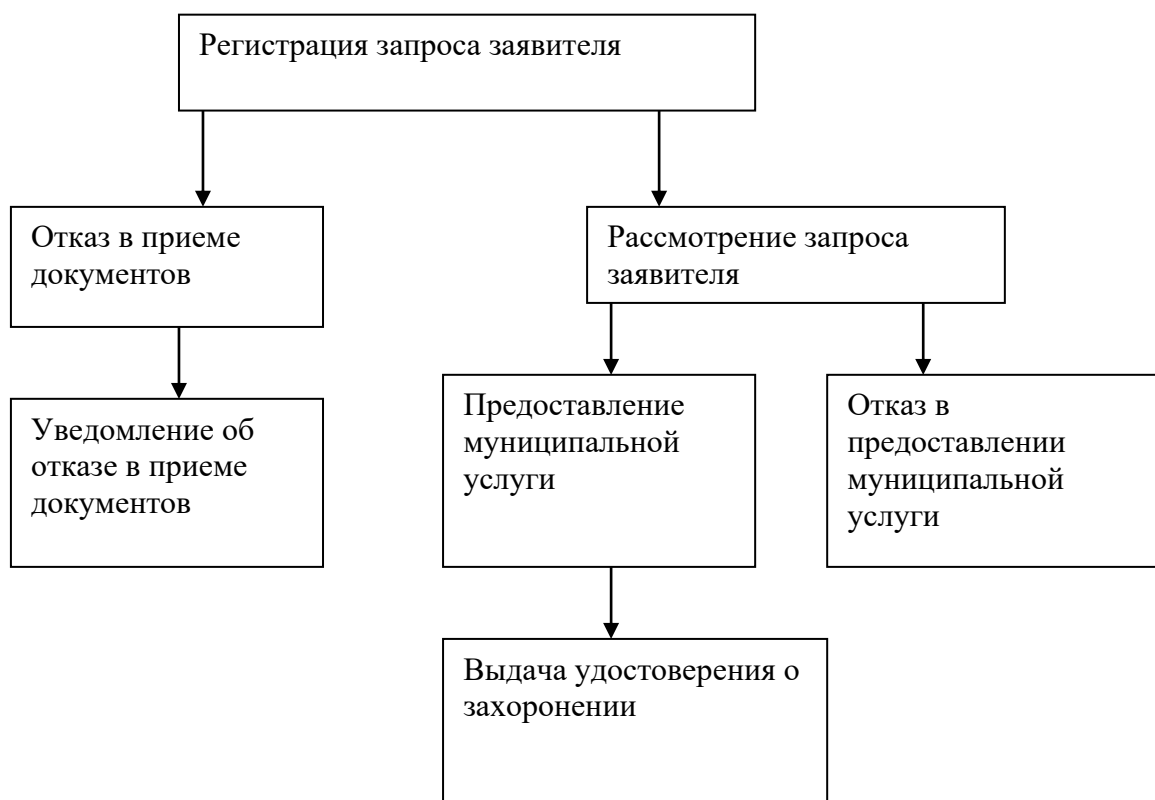 Регистрация запроса заявителя
Отказ в приеме
документов
Рассмотрение запроса
заявителя
Уведомление об
отказе в приеме
документов
Предоставление
муниципальной
услуги
Отказ в
предоставлении
муниципальной
услуги
Выдача удостоверения о
захоронении